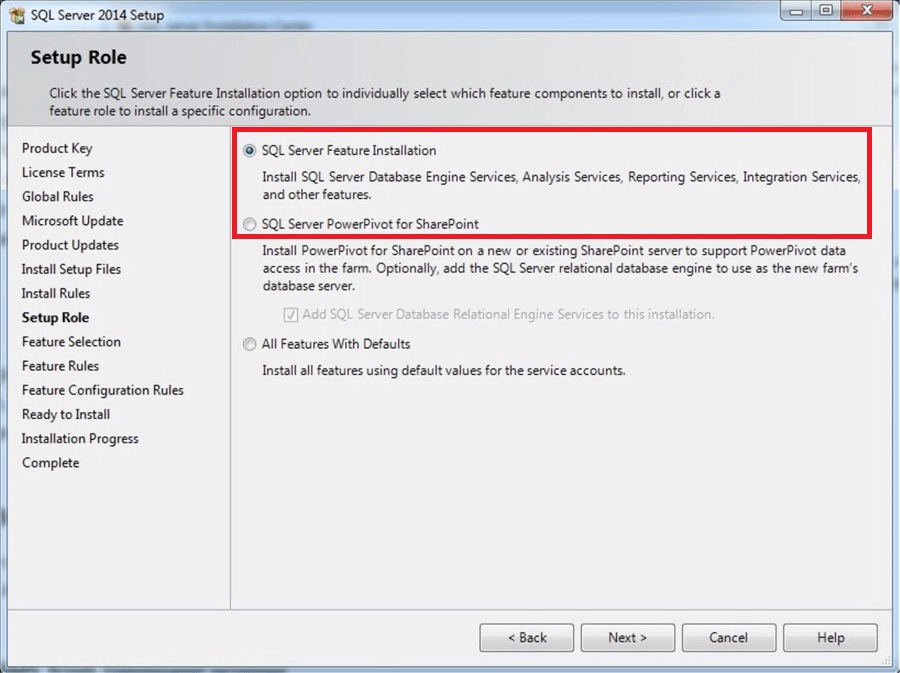 SQL Server 2014 Setup
Setup Role
Click the SQL Server Feature Installation option to individually select which feature components to install, or click a
feature role to install a specific configuration.
Product Key
License Terms
Global Rules
Microsoft Update
Product Updates
Install Setup Files
Install Rules
Setup Role
Feature Selection
Feature Rules
Feature Configuration Rules
Ready to Install
Installation Progress
Complete
SQL Server Feature Installation
Install SQL Server Database Engine Services, Analysis Services, Reporting Services, Integration Services,
and other features.
SQL Server PowerPivot for SharePoint
Install PowerPivot for SharePoint on a new or existing SharePoint server to support PowerPivot data
access in the farm. Optionally, add the SQL Server relational database engine to use as the new farm's
database server.
Add SQL Server Database Relational Engine Services to this installation.
All Features With Defaults
Install all features using default values for the service accounts.
< Back
Next >
Cancel
Help